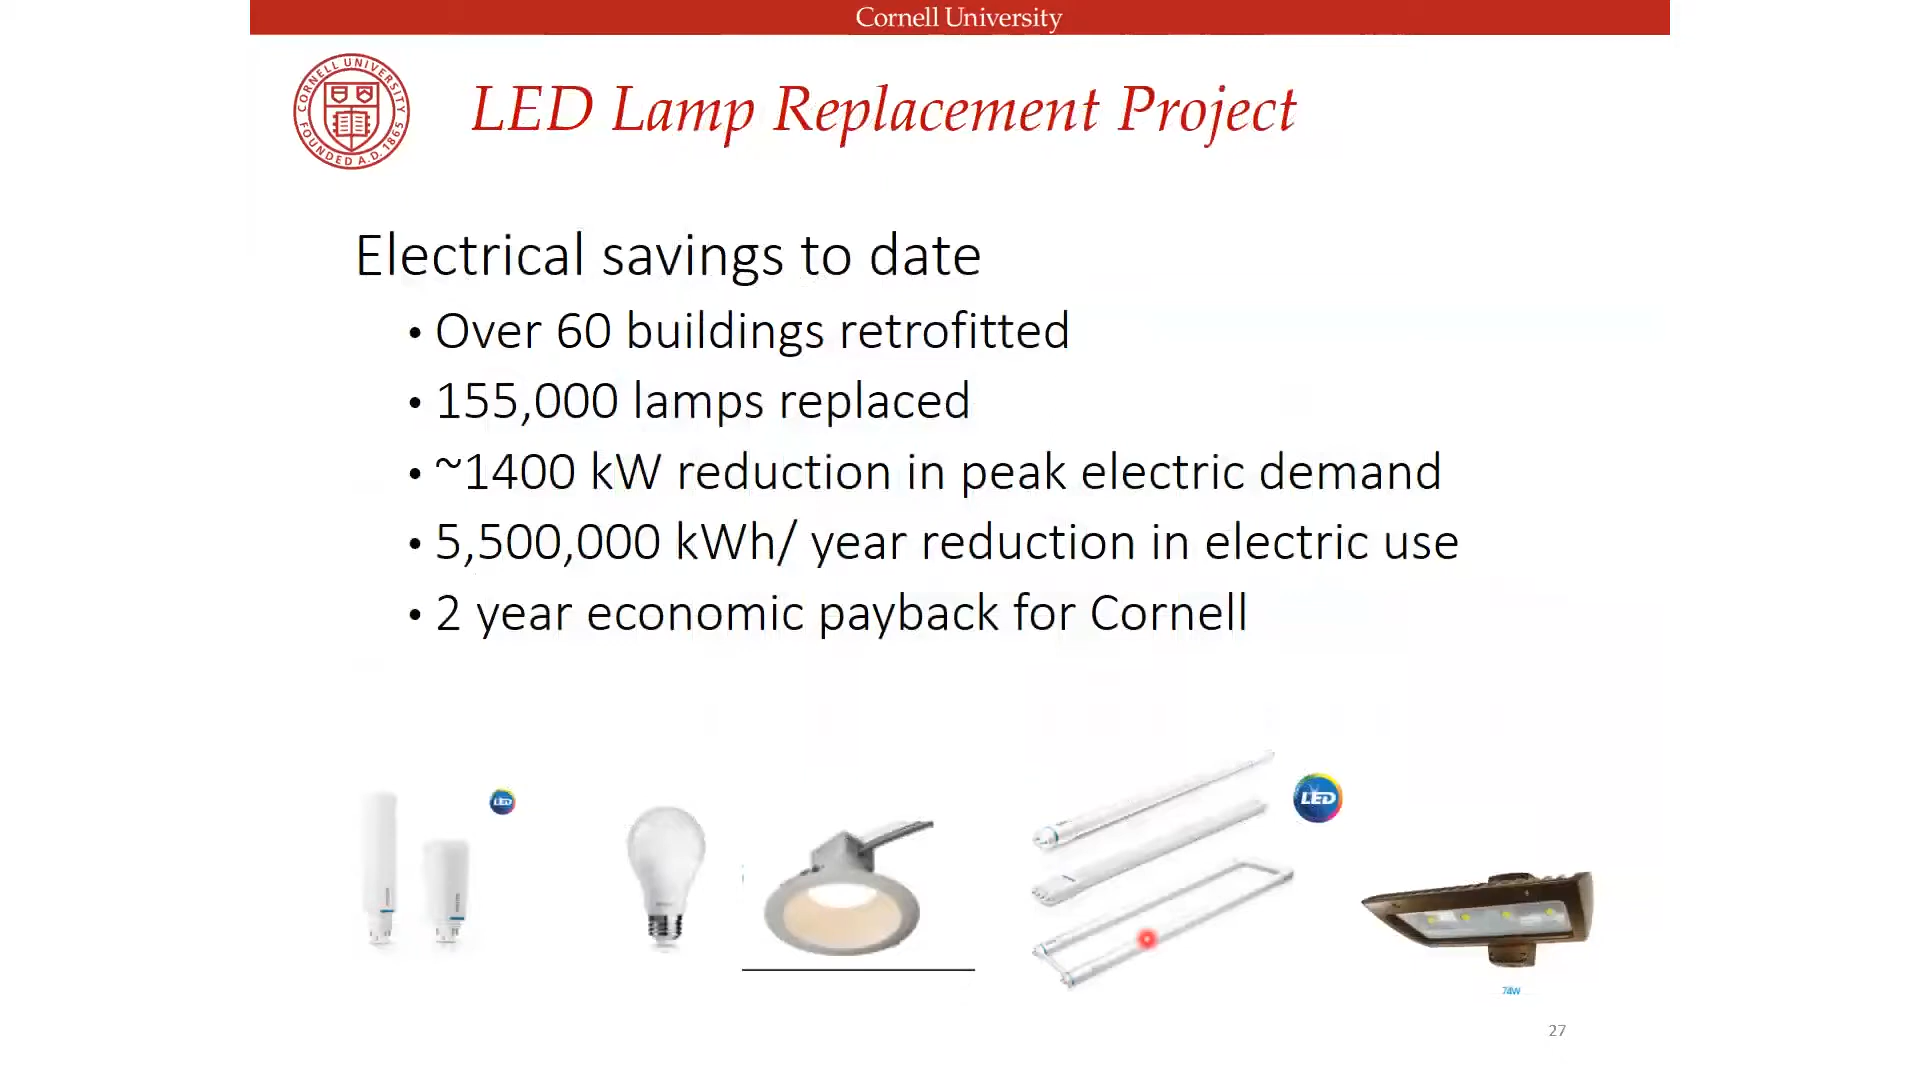 Cornell University
CORNELL UNIVERSITY
FOUNDED A.D. 1865
LED Lamp Replacement Project
Electrical savings to date
• Over 60 buildings retrofitted
• 155,000 lamps replaced
• ~1400 kW reduction in peak electric demand
• 5,500,000 kWh/ year reduction in electric use
• 2 year economic payback for Cornell
LED
LED
74W
27